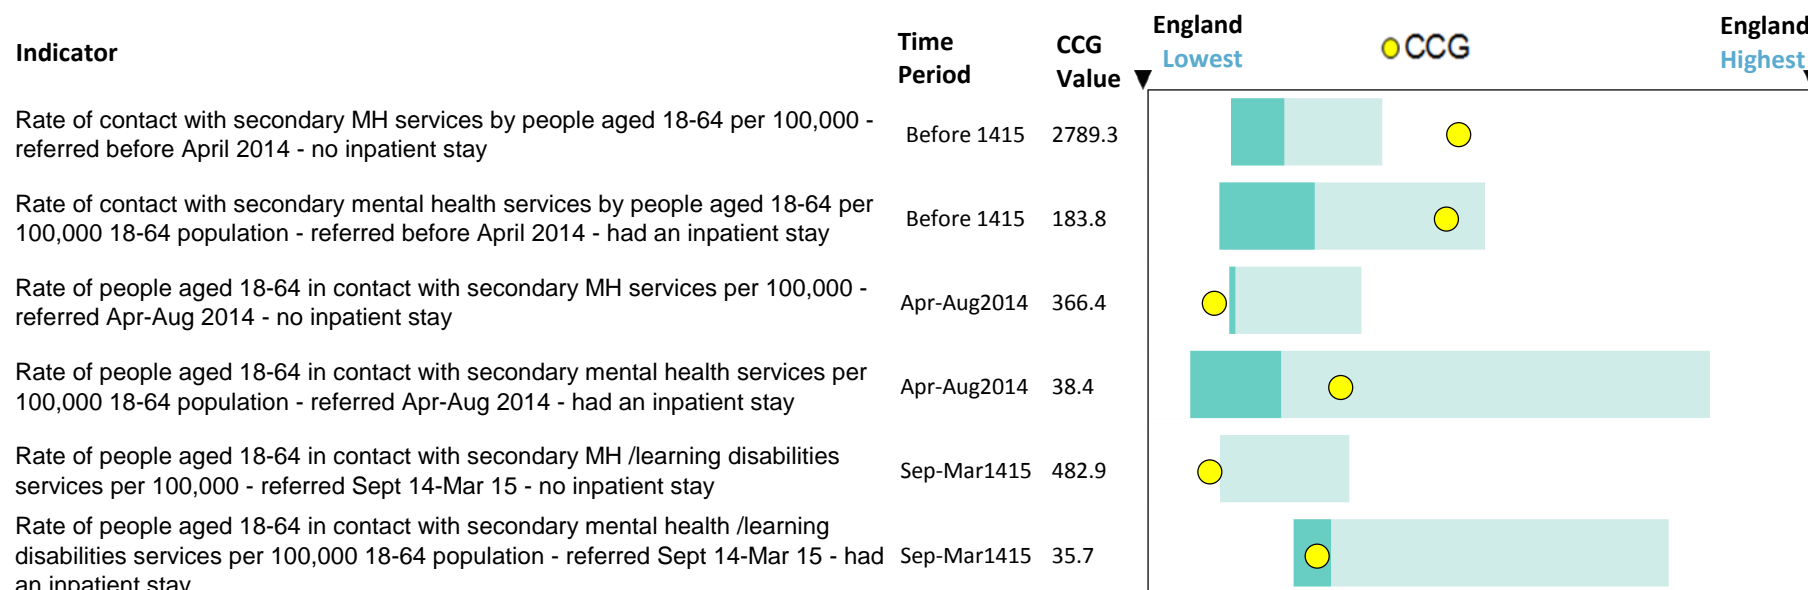 Indicator
Time
Period
CCG
Value
England
Lowest
CCG
England
Highest
Rate of contact with secondary MH services by people aged 18-64 per 100,000 -
referred before April 2014 - no inpatient stay
Before 1415
2789.3
Rate of contact with secondary mental health services by people aged 18-64 per
100,000 18-64 population - referred before April 2014 - had an inpatient stay
Before 1415
183.8
Rate of people aged 18-64 in contact with secondary MH services per 100,000 -
referred Apr-Aug 2014 - no inpatient stay
Apr-Aug2014
366.4
Rate of people aged 18-64 in contact with secondary mental health services per
100,000 18-64 population - referred Apr-Aug 2014 - had an inpatient stay
Apr-Aug2014
38.4
Rate of people aged 18-64 in contact with secondary MH /learning disabilities
services per 100,000 - referred Sept 14-Mar 15 - no inpatient stay
Sep-Mar1415
482.9
Rate of people aged 18-64 in contact with secondary mental health /learning
disabilities services per 100,000 18-64 population - referred Sept 14-Mar 15 - had
an inpatient stay
Sep-Mar1415
35.7